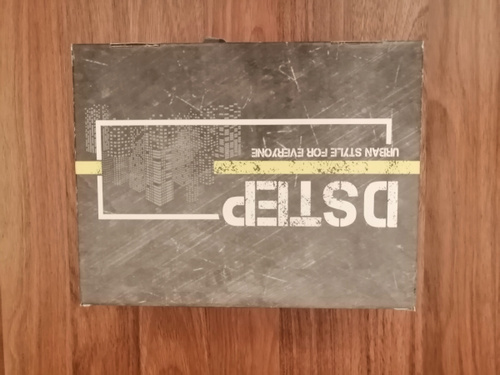 DSTEP
URBAN STYLE FOR EVERYONE